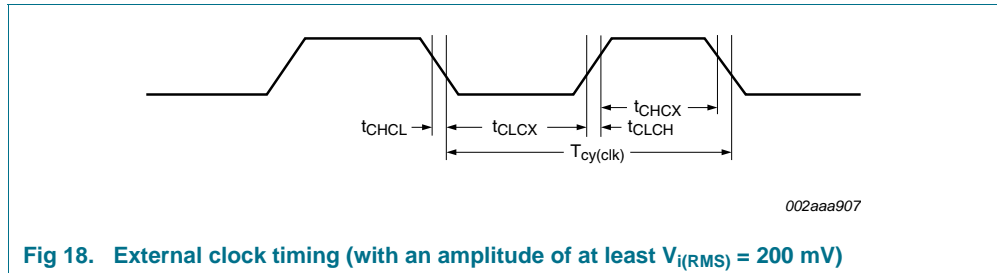 tCHCX
tCHCL tCLCX tCLCH
Tcy(clk)
002aaa907
Fig 18. External clock timing (with an amplitude of at least Vi(RMS) = 200 mV)